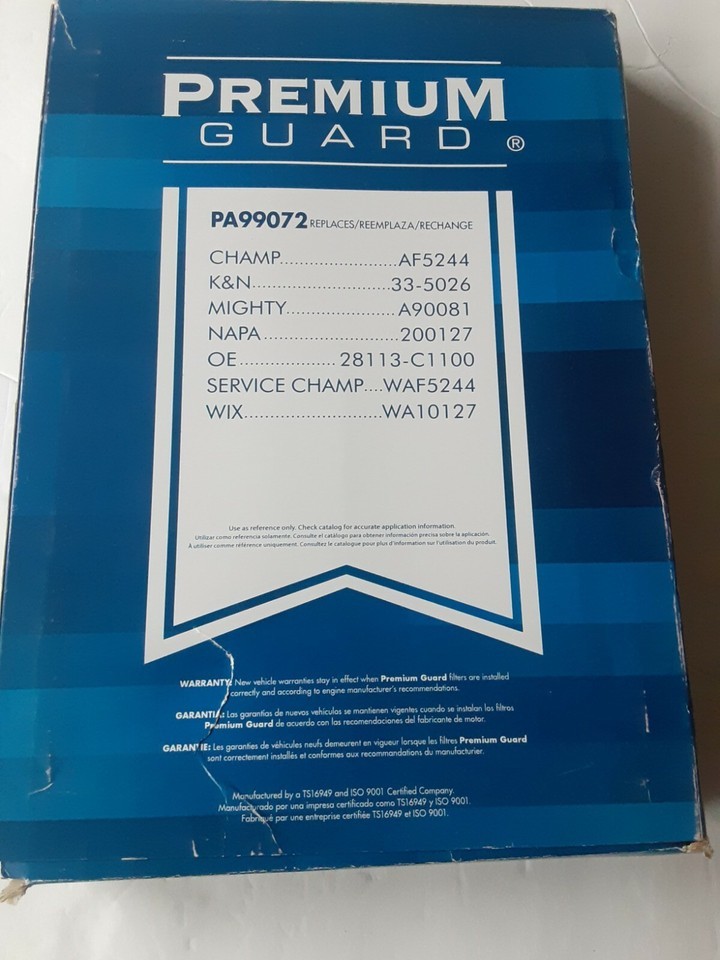 PREMIUM
GUARD ®
PA99072 REPLACES/REEMPLAZA/RECHANGE
CHAMP.......................AF5244
K&N............................33-5026
MIGHTY......................A90081
NAPA...........................200127
OE...................28113-C1100
SERVICE CHAMP....WAF5244
WIX............................WA10127
Use as reference only. Check catalog for accurate application information.
Utilizar como referencia solamente. Consulte el catálogo para obtener información precisa sobre la aplicación.
À utiliser comme référence uniquement. Consultez le catalogue pour plus d'information sur l'utilisation du produit.
WARRANTY: New vehicle warranties stay in effect when Premium Guard filters are installed
correctly and according to engine manufacturer's recommendations.
GARANTIA: Las garantías de nuevos vehículos se mantienen vigentes cuando se instalan los filtros
Premium Guard de acuerdo con las recomendaciones del fabricante de motor.
GARANTIE: Les garanties de véhicules neufs demeurent en vigueur lorsque les filtres Premium Guard
sont correctement installés et conformes aux recommandations du manufacturier.
Manufactured by a TS16949 and ISO 9001 Certified Company.
Manufacturado por una impresa certificado como TS16949 y ISO 9001.
Fabriqué par une entreprise certifiée TS16949 et ISO 9001.